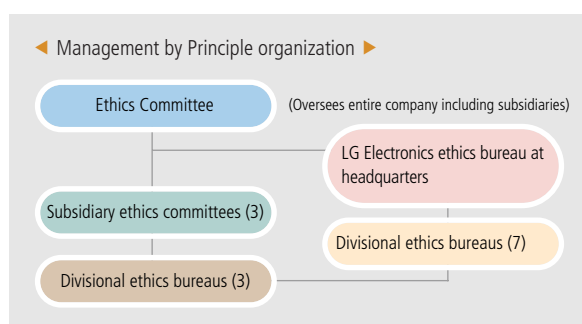 Management by Principle organization
Ethics Committee
(Oversees entire company including subsidiaries)
LG Electronics ethics bureau at
headquarters
Subsidiary ethics committees (3)
Divisional ethics bureaus (7)
Divisional ethics bureaus (3)